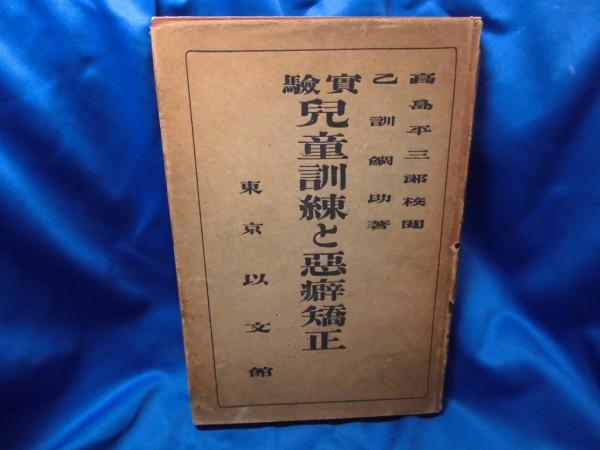 高島平三郎校閲
乙訓鯛助著
實驗
兒童訓練と惡癖矯正
東京以文館